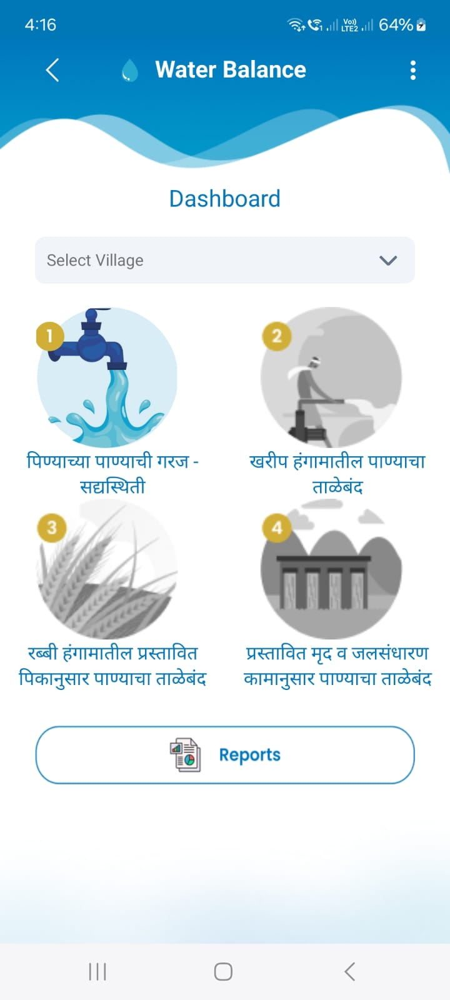 4:16
Vo)) LTE2 64%
Water Balance
Dashboard
Select Village
1
2
पिण्याच्या पाण्याची गरज -
सद्यस्थिती
खरीप हंगामातील पाण्याचा
ताळेबंद
3
4
रब्बी हंगामातील प्रस्तावित
पिकानुसार पाण्याचा ताळेबंद
प्रस्तावित मृद व जलसंधारण
कामानुसार पाण्याचा ताळेबंद
Reports